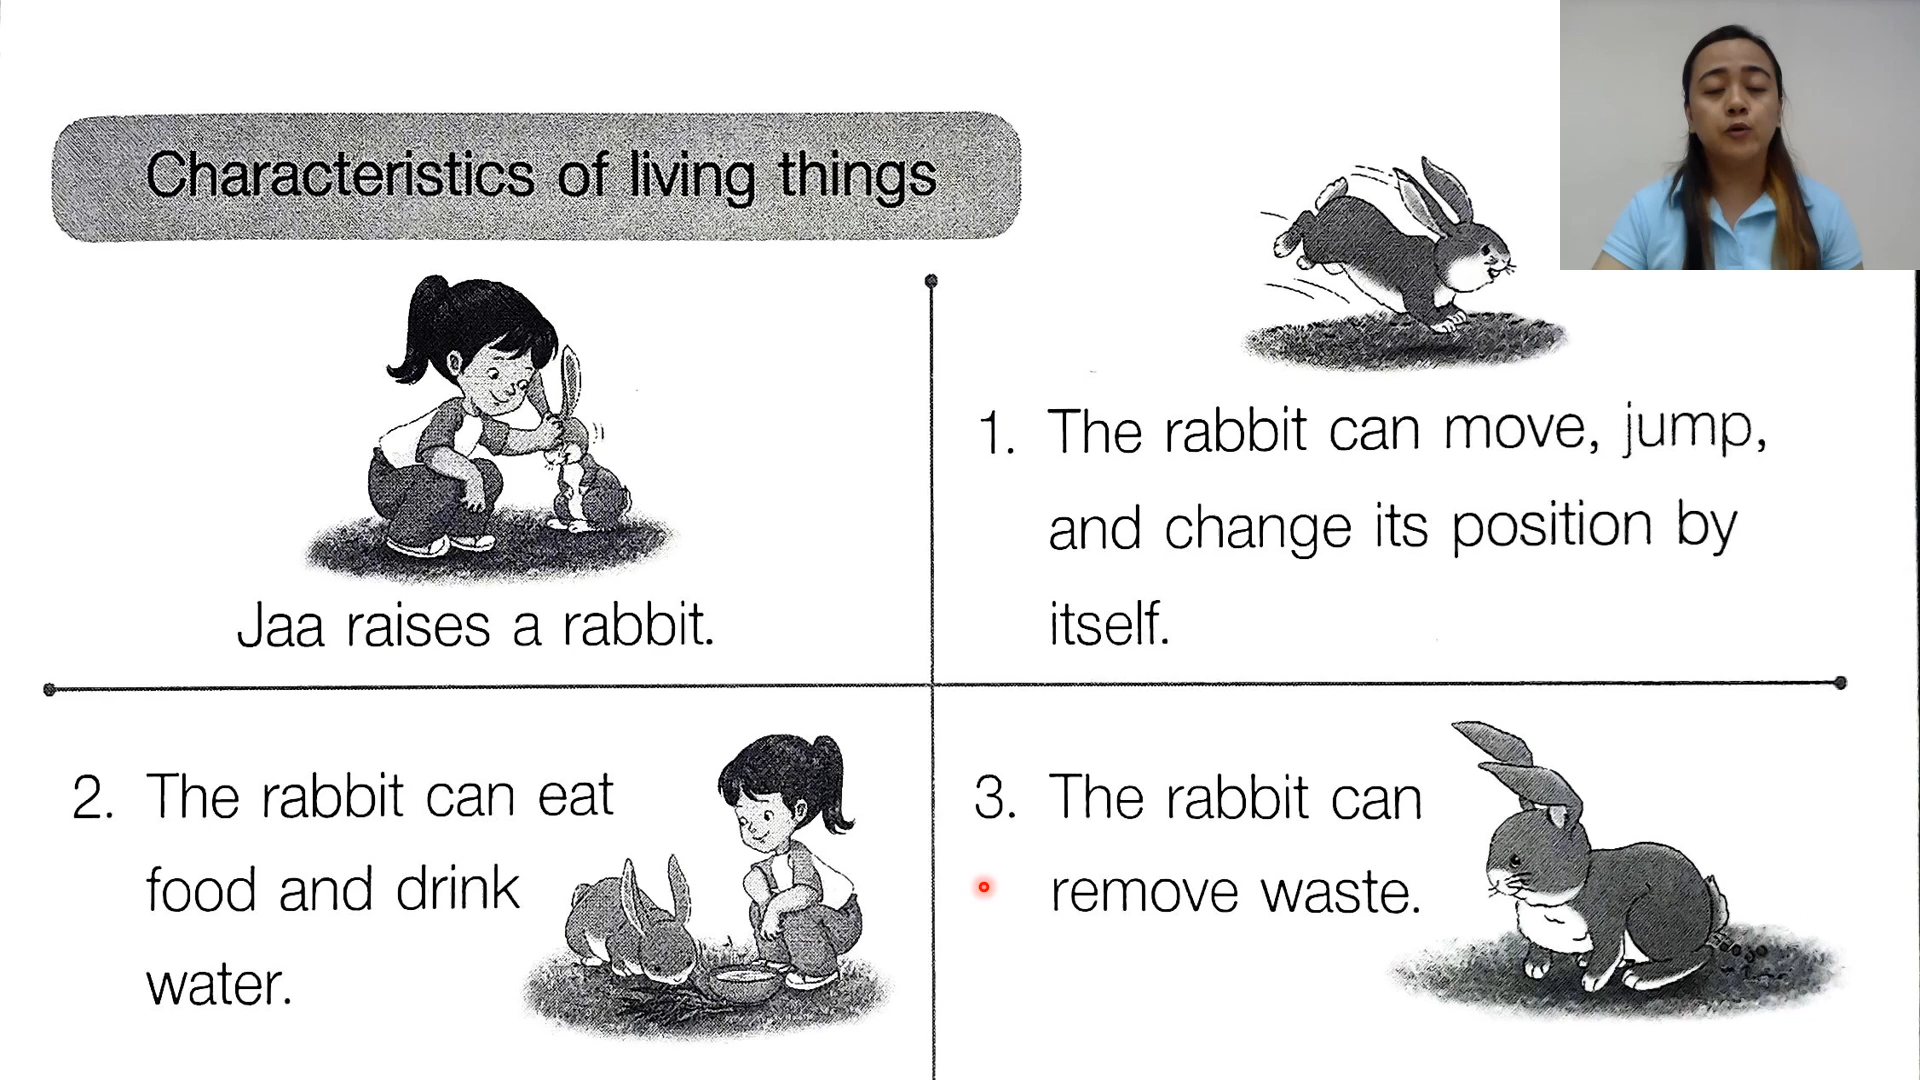 Characteristics of living things
Jaa raises a rabbit.
1. The rabbit can move, jump,
and change its position by
itself.
2. The rabbit can eat
food and drink
water.
3. The rabbit can
remove waste.